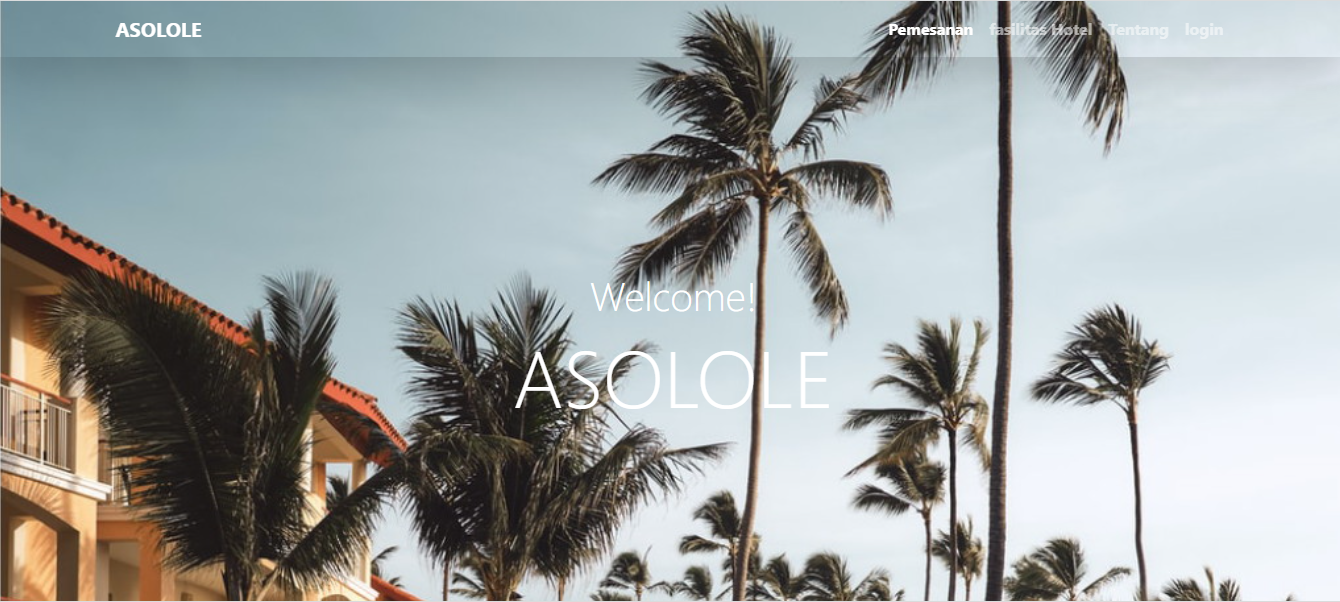 ASOLOLE Pemesanan fasilitas Hotel Tentang login
Welcome!
ASOLOLE